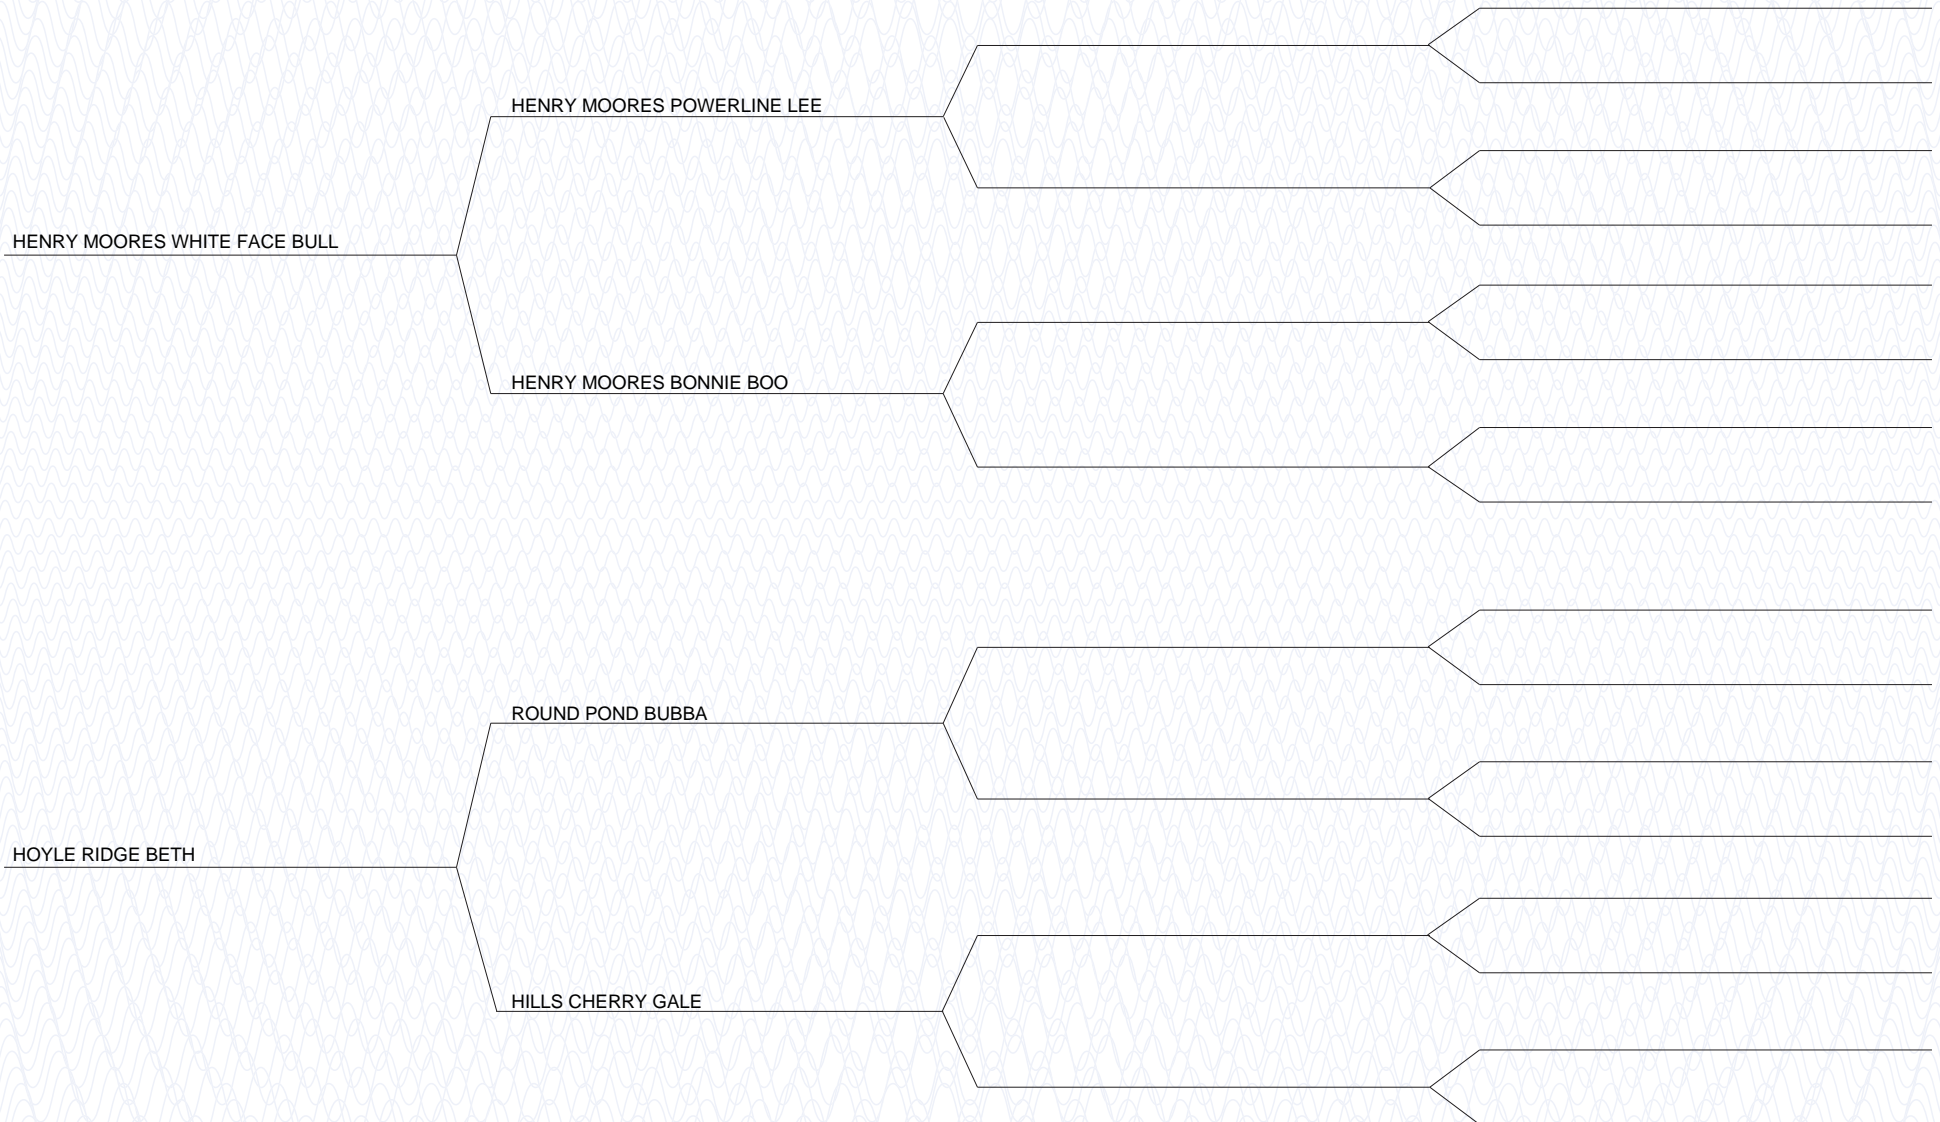 HENRY MOORES POWERLINE LEE
HENRY MOORES WHITE FACE BULL
HENRY MOORES BONNIE BOO
ROUND POND BUBBA
HOYLE RIDGE BETH
HILLS CHERRY GALE